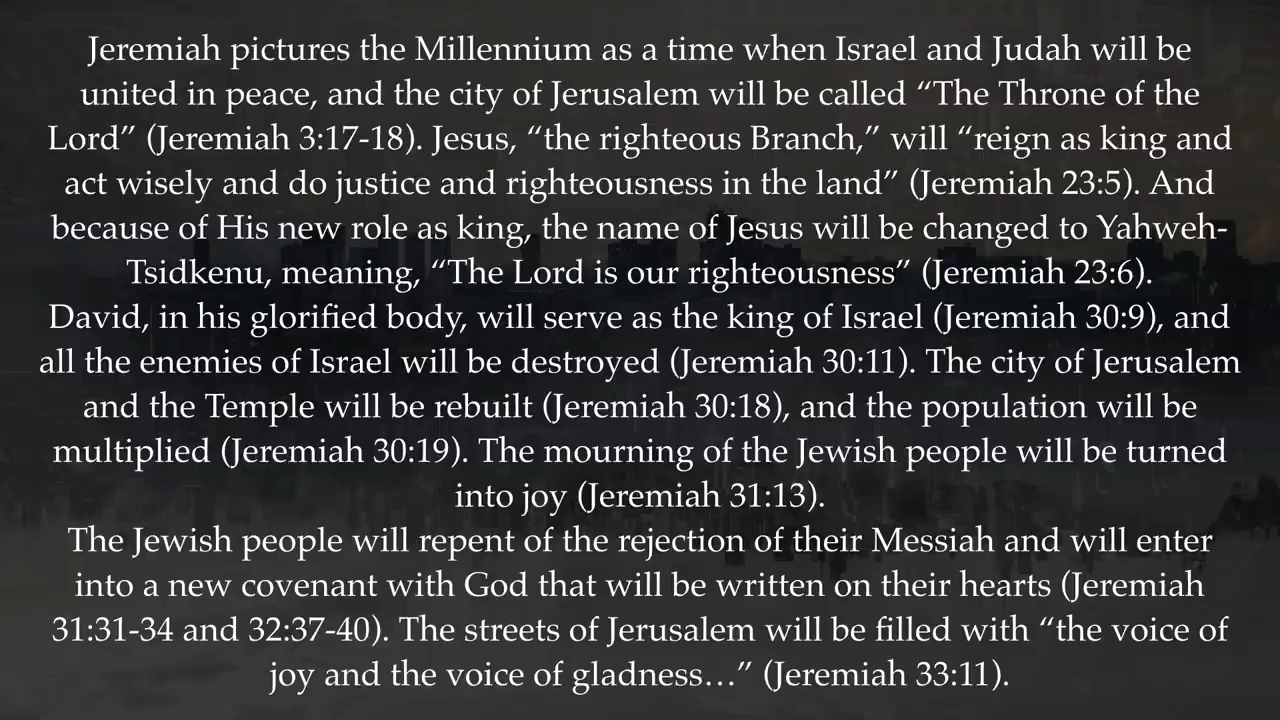 Jeremiah pictures the Millennium as a time when Israel and Judah will be
united in peace, and the city of Jerusalem will be called “The Throne of the
Lord” (Jeremiah 3:17-18). Jesus, “the righteous Branch,” will “reign as king and
act wisely and do justice and righteousness in the land” (Jeremiah 23:5). And
because of His new role as king, the name of Jesus will be changed to Yahweh-
Tsidkenu, meaning, “The Lord is our righteousness” (Jeremiah 23:6).
David, in his glorified body, will serve as the king of Israel (Jeremiah 30:9), and
all the enemies of Israel will be destroyed (Jeremiah 30:11). The city of Jerusalem
and the Temple will be rebuilt (Jeremiah 30:18), and the population will be
multiplied (Jeremiah 30:19). The mourning of the Jewish people will be turned
into joy (Jeremiah 31:13).
The Jewish people will repent of the rejection of their Messiah and will enter
into a new covenant with God that will be written on their hearts (Jeremiah
31:31-34 and 32:37-40). The streets of Jerusalem will be filled with “the voice of
joy and the voice of gladness…” (Jeremiah 33:11).